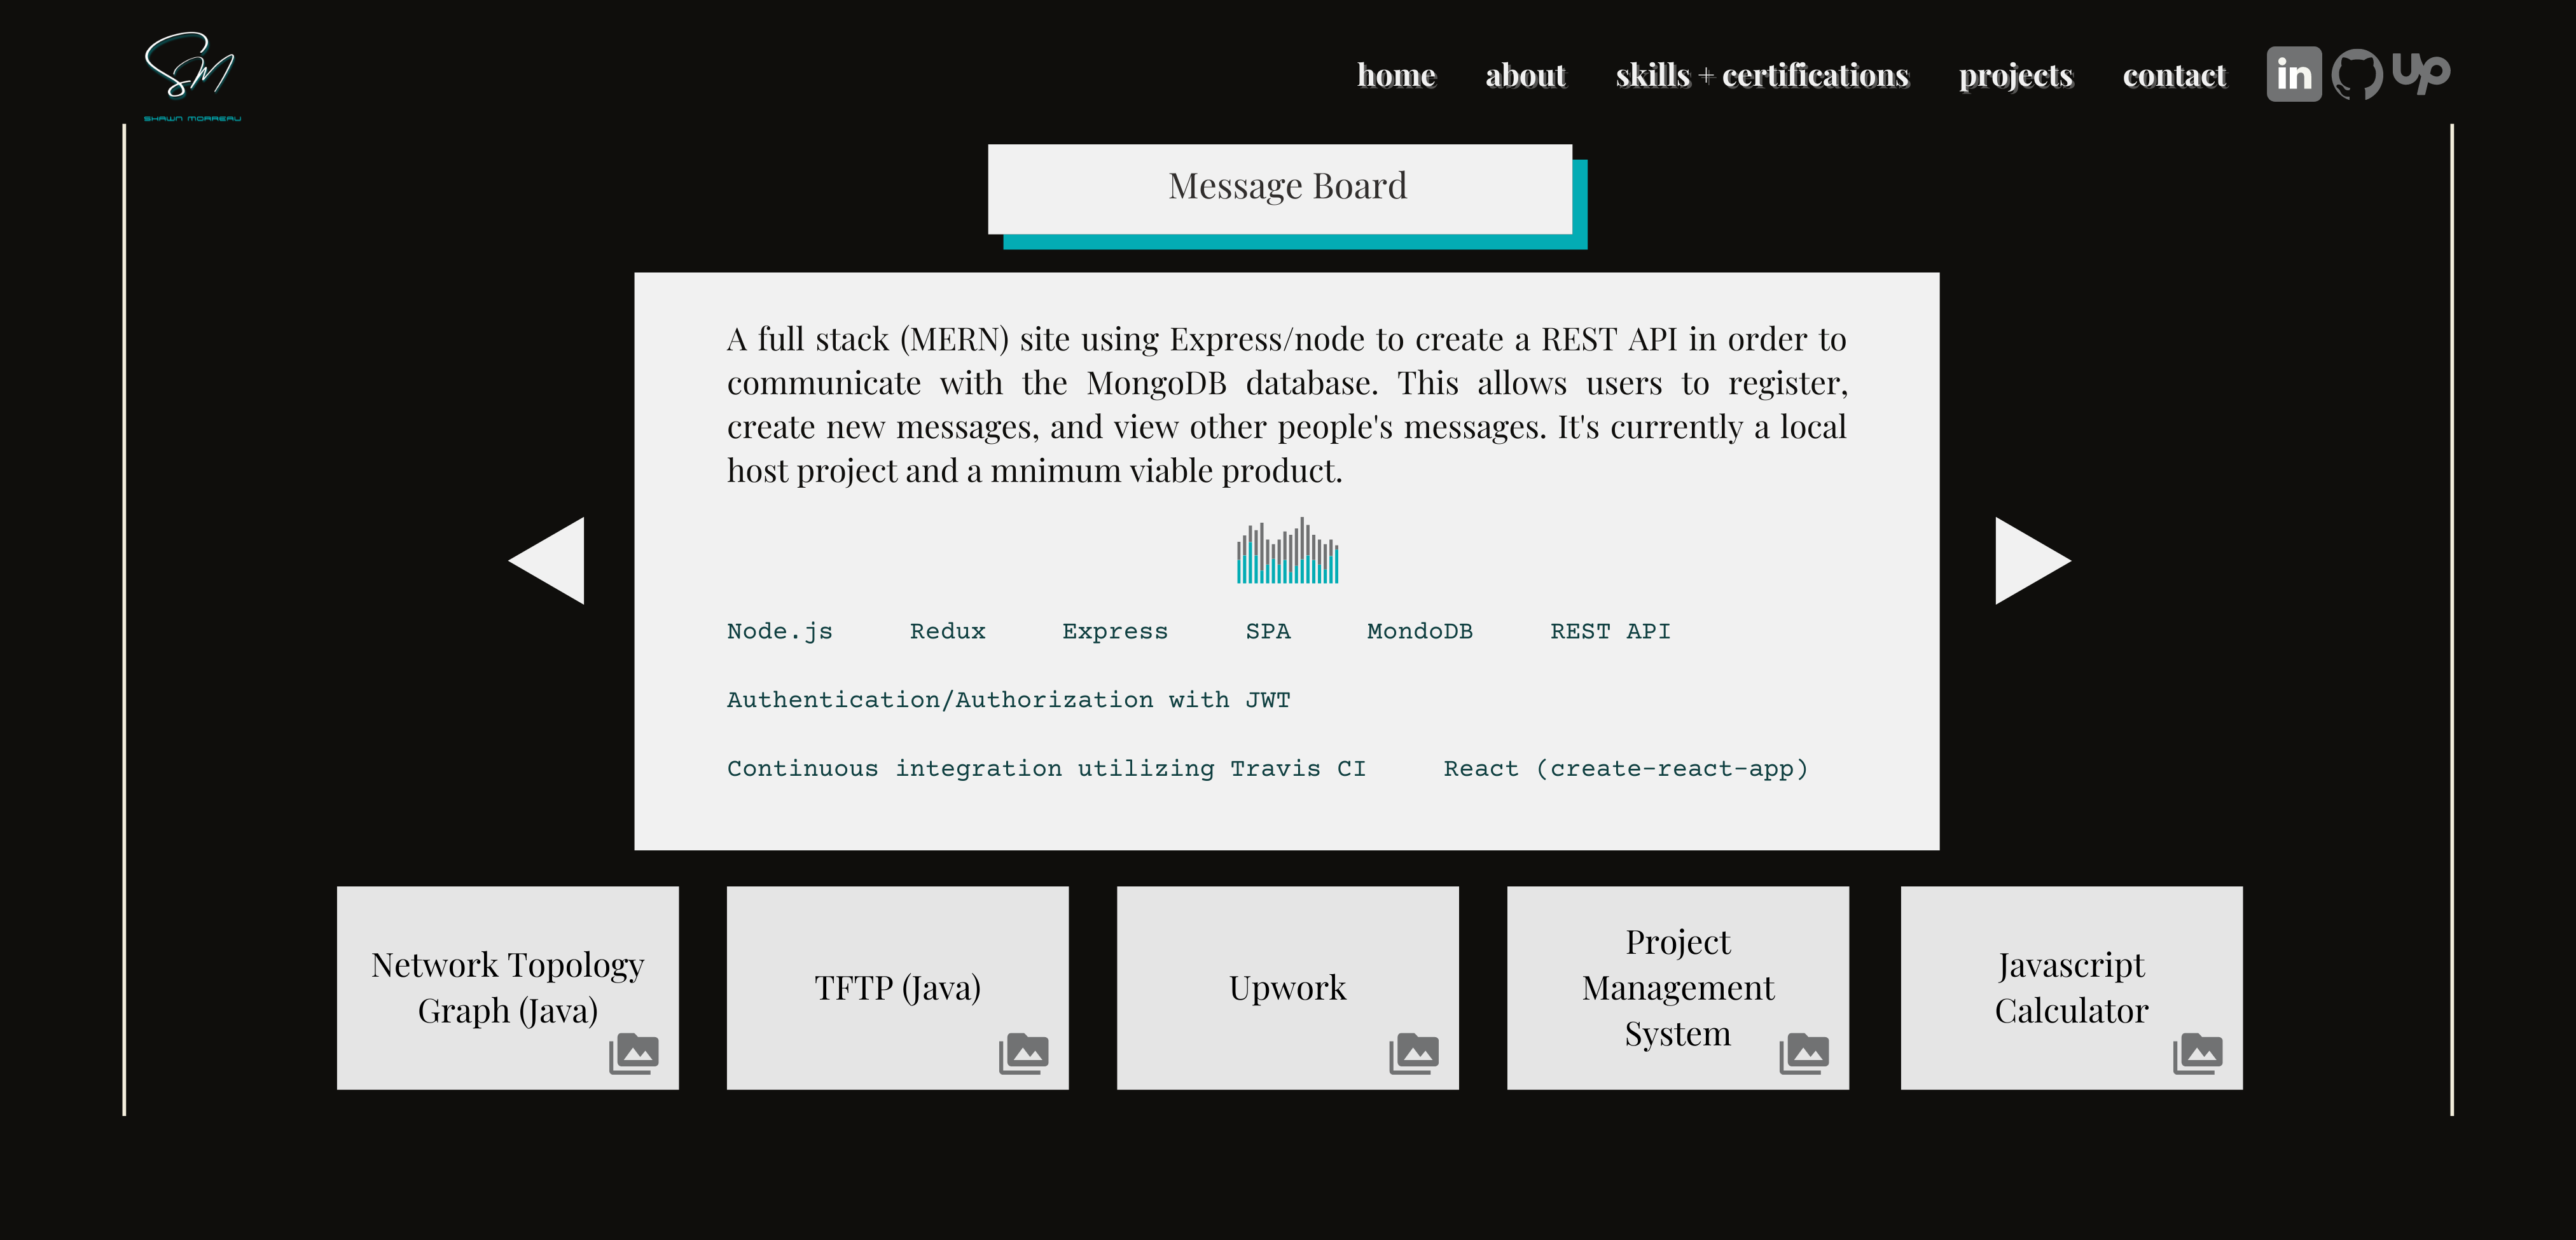 SM
SHAWN MORREAU
home about skills + certifications projects contact in up
Message Board
A full stack (MERN) site using Express/node to create a REST API in order to
communicate with the MongoDB database. This allows users to register,
create new messages, and view other people's messages. It's currently a local
host project and a mnimum viable product.
Node.js Redux Express SPA MondoDB REST API
Authentication/Authorization with JWT
Continuous integration utilizing Travis CI React (create-react-app)
Network Topology
Graph (Java)
TFTP (Java)
Upwork
Project
Management
System
Javascript
Calculator